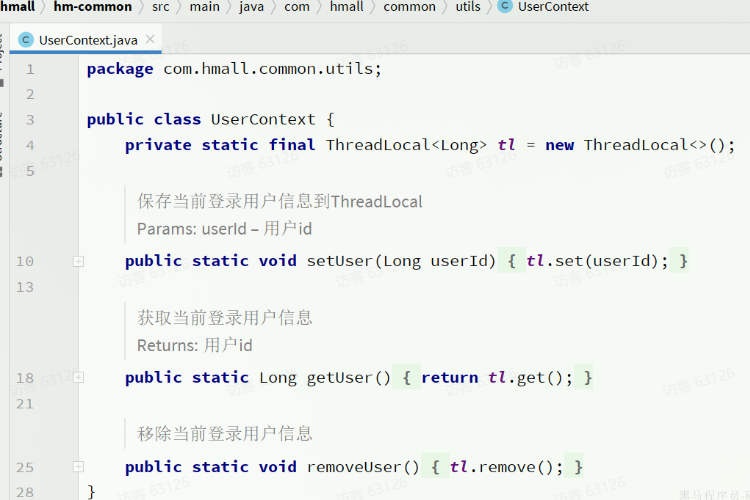 hmall 〉 hm-common 〉 src 〉 main 〉 java 〉 com 〉 hmall 〉 common 〉 utils 〉 C UserContext
C UserContext.java ×
1 package com.hmall.common.utils;
2
3 public class UserContext {
4 private static final ThreadLocal<Long> tl = new ThreadLocal<>();
5
保存当前登录用户信息到ThreadLocal
Params: userId – 用户id
10 public static void setUser(Long userId) { tl.set(userId); }
13
获取当前登录用户信息
Returns: 用户id
18 public static Long getUser() { return tl.get(); }
21
移除当前登录用户信息
25 public static void removeUser() { tl.remove(); }
28 }
访客 63126